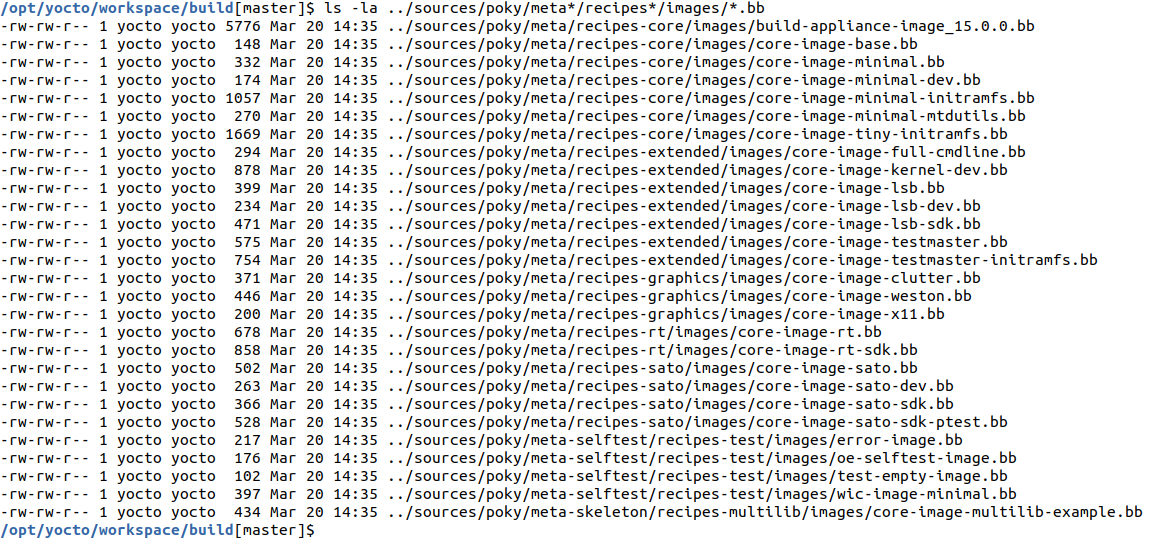 /opt/yocto/workspace/build[master]$ ls -la ../sources/poky/meta*/recipes*/images/*.bb
-rw-rw-r-- 1 yocto yocto 5776 Mar 20 14:35 ../sources/poky/meta/recipes-core/images/build-appliance-image_15.0.0.bb
-rw-rw-r-- 1 yocto yocto  148 Mar 20 14:35 ../sources/poky/meta/recipes-core/images/core-image-base.bb
-rw-rw-r-- 1 yocto yocto  332 Mar 20 14:35 ../sources/poky/meta/recipes-core/images/core-image-minimal.bb
-rw-rw-r-- 1 yocto yocto  174 Mar 20 14:35 ../sources/poky/meta/recipes-core/images/core-image-minimal-dev.bb
-rw-rw-r-- 1 yocto yocto 1057 Mar 20 14:35 ../sources/poky/meta/recipes-core/images/core-image-minimal-initramfs.bb
-rw-rw-r-- 1 yocto yocto  270 Mar 20 14:35 ../sources/poky/meta/recipes-core/images/core-image-minimal-mtdutils.bb
-rw-rw-r-- 1 yocto yocto 1669 Mar 20 14:35 ../sources/poky/meta/recipes-core/images/core-image-tiny-initramfs.bb
-rw-rw-r-- 1 yocto yocto  294 Mar 20 14:35 ../sources/poky/meta/recipes-extended/images/core-image-full-cmdline.bb
-rw-rw-r-- 1 yocto yocto  878 Mar 20 14:35 ../sources/poky/meta/recipes-extended/images/core-image-kernel-dev.bb
-rw-rw-r-- 1 yocto yocto  399 Mar 20 14:35 ../sources/poky/meta/recipes-extended/images/core-image-lsb.bb
-rw-rw-r-- 1 yocto yocto  234 Mar 20 14:35 ../sources/poky/meta/recipes-extended/images/core-image-lsb-dev.bb
-rw-rw-r-- 1 yocto yocto  471 Mar 20 14:35 ../sources/poky/meta/recipes-extended/images/core-image-lsb-sdk.bb
-rw-rw-r-- 1 yocto yocto  575 Mar 20 14:35 ../sources/poky/meta/recipes-extended/images/core-image-testmaster.bb
-rw-rw-r-- 1 yocto yocto  754 Mar 20 14:35 ../sources/poky/meta/recipes-extended/images/core-image-testmaster-initramfs.bb
-rw-rw-r-- 1 yocto yocto  371 Mar 20 14:35 ../sources/poky/meta/recipes-graphics/images/core-image-clutter.bb
-rw-rw-r-- 1 yocto yocto  446 Mar 20 14:35 ../sources/poky/meta/recipes-graphics/images/core-image-weston.bb
-rw-rw-r-- 1 yocto yocto  200 Mar 20 14:35 ../sources/poky/meta/recipes-graphics/images/core-image-x11.bb
-rw-rw-r-- 1 yocto yocto  678 Mar 20 14:35 ../sources/poky/meta/recipes-rt/images/core-image-rt.bb
-rw-rw-r-- 1 yocto yocto  858 Mar 20 14:35 ../sources/poky/meta/recipes-rt/images/core-image-rt-sdk.bb
-rw-rw-r-- 1 yocto yocto  502 Mar 20 14:35 ../sources/poky/meta/recipes-sato/images/core-image-sato.bb
-rw-rw-r-- 1 yocto yocto  263 Mar 20 14:35 ../sources/poky/meta/recipes-sato/images/core-image-sato-dev.bb
-rw-rw-r-- 1 yocto yocto  366 Mar 20 14:35 ../sources/poky/meta/recipes-sato/images/core-image-sato-sdk.bb
-rw-rw-r-- 1 yocto yocto  528 Mar 20 14:35 ../sources/poky/meta/recipes-sato/images/core-image-sato-sdk-ptest.bb
-rw-rw-r-- 1 yocto yocto  217 Mar 20 14:35 ../sources/poky/meta-selftest/recipes-test/images/error-image.bb
-rw-rw-r-- 1 yocto yocto  176 Mar 20 14:35 ../sources/poky/meta-selftest/recipes-test/images/oe-selftest-image.bb
-rw-rw-r-- 1 yocto yocto  102 Mar 20 14:35 ../sources/poky/meta-selftest/recipes-test/images/test-empty-image.bb
-rw-rw-r-- 1 yocto yocto  397 Mar 20 14:35 ../sources/poky/meta-selftest/recipes-test/images/wic-image-minimal.bb
-rw-rw-r-- 1 yocto yocto  434 Mar 20 14:35 ../sources/poky/meta-skeleton/recipes-multilib/images/core-image-multilib-example.bb
/opt/yocto/workspace/build[master]$